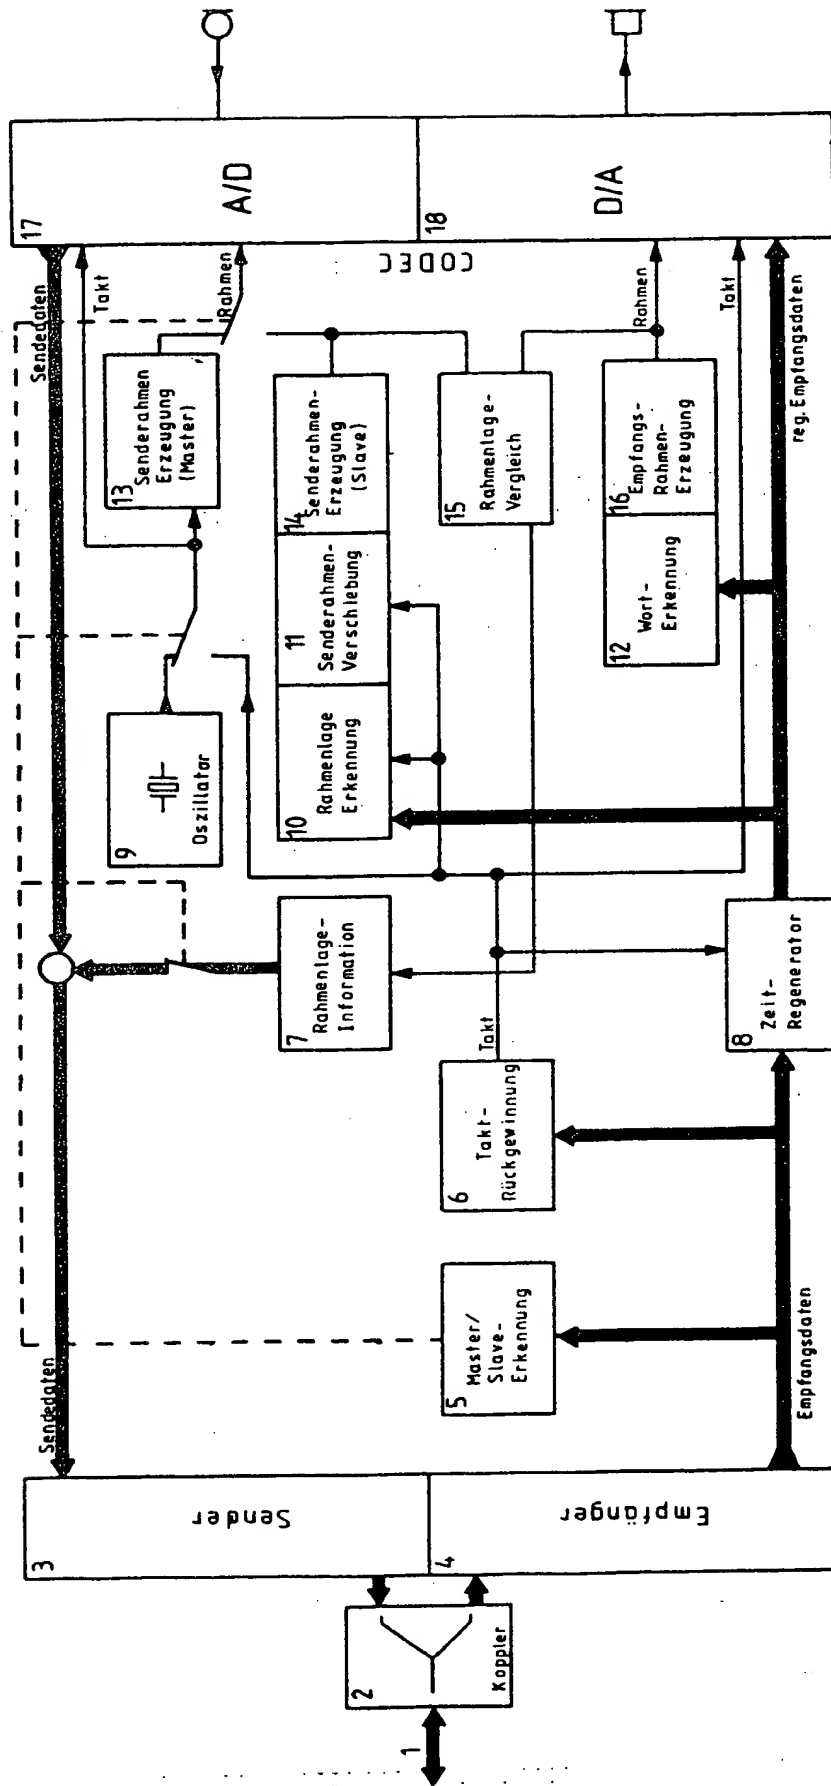 1
2
Koppler
3
Sender
4
Empfänger
Sendedaten
5
Master/
Slave-
Erkennung
Empfangsdaten
6
Takt-
Rückgewinnung
Takt
7
Rahmenlage-
Information
8
Zeit-
Regenerator
9
Oszillator
10
Rahmenlage
Erkennung
11
Senderahmen-
Verschiebung
14
Senderahmen-
Erzeugung
(Slave)
12
Wort-
Erkennung
16
Empfangs-
Rahmen-
Erzeugung
13
Senderahmen
Erzeugung
(Master)
15
Rahmenlage-
Vergleich
Sendedaten
Takt
Rahmen
CODEC
Rahmen
Takt
reg. Empfangsdaten
17
A/D
18
D/A